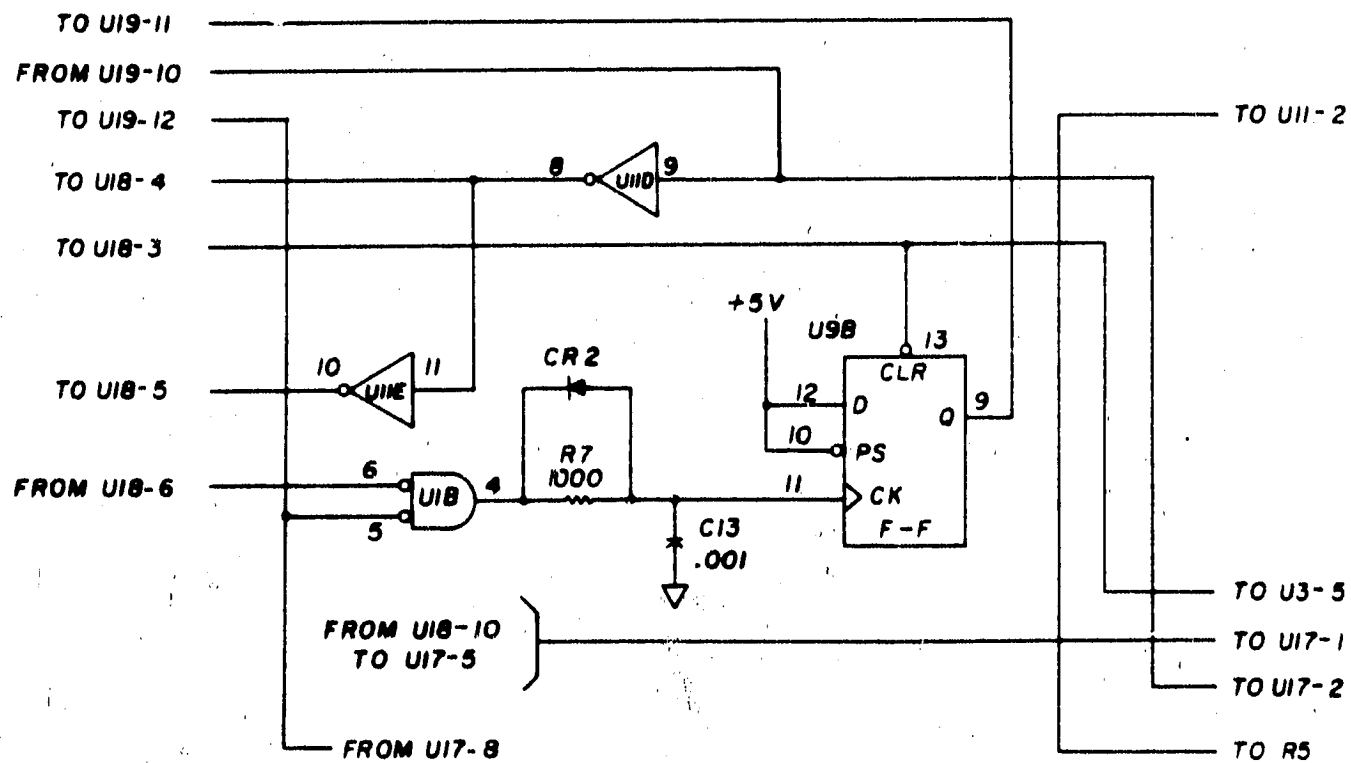 TO U19-11
FROM U19-10
TO U19-12
TO U11-2
TO U18-4
8
U11D
9
TO U18-3
+5V
U9B
13
CLR
10
U11E
11
TO U18-5
CR2
12
D
Q
9
10
PS
R7
1000
FROM U18-6
6
U1B
4
11
CK
5
F-F
C13
.001
TO U3-5
FROM U18-10
TO U17-5
TO U17-1
TO U17-2
FROM U17-8
TO R5